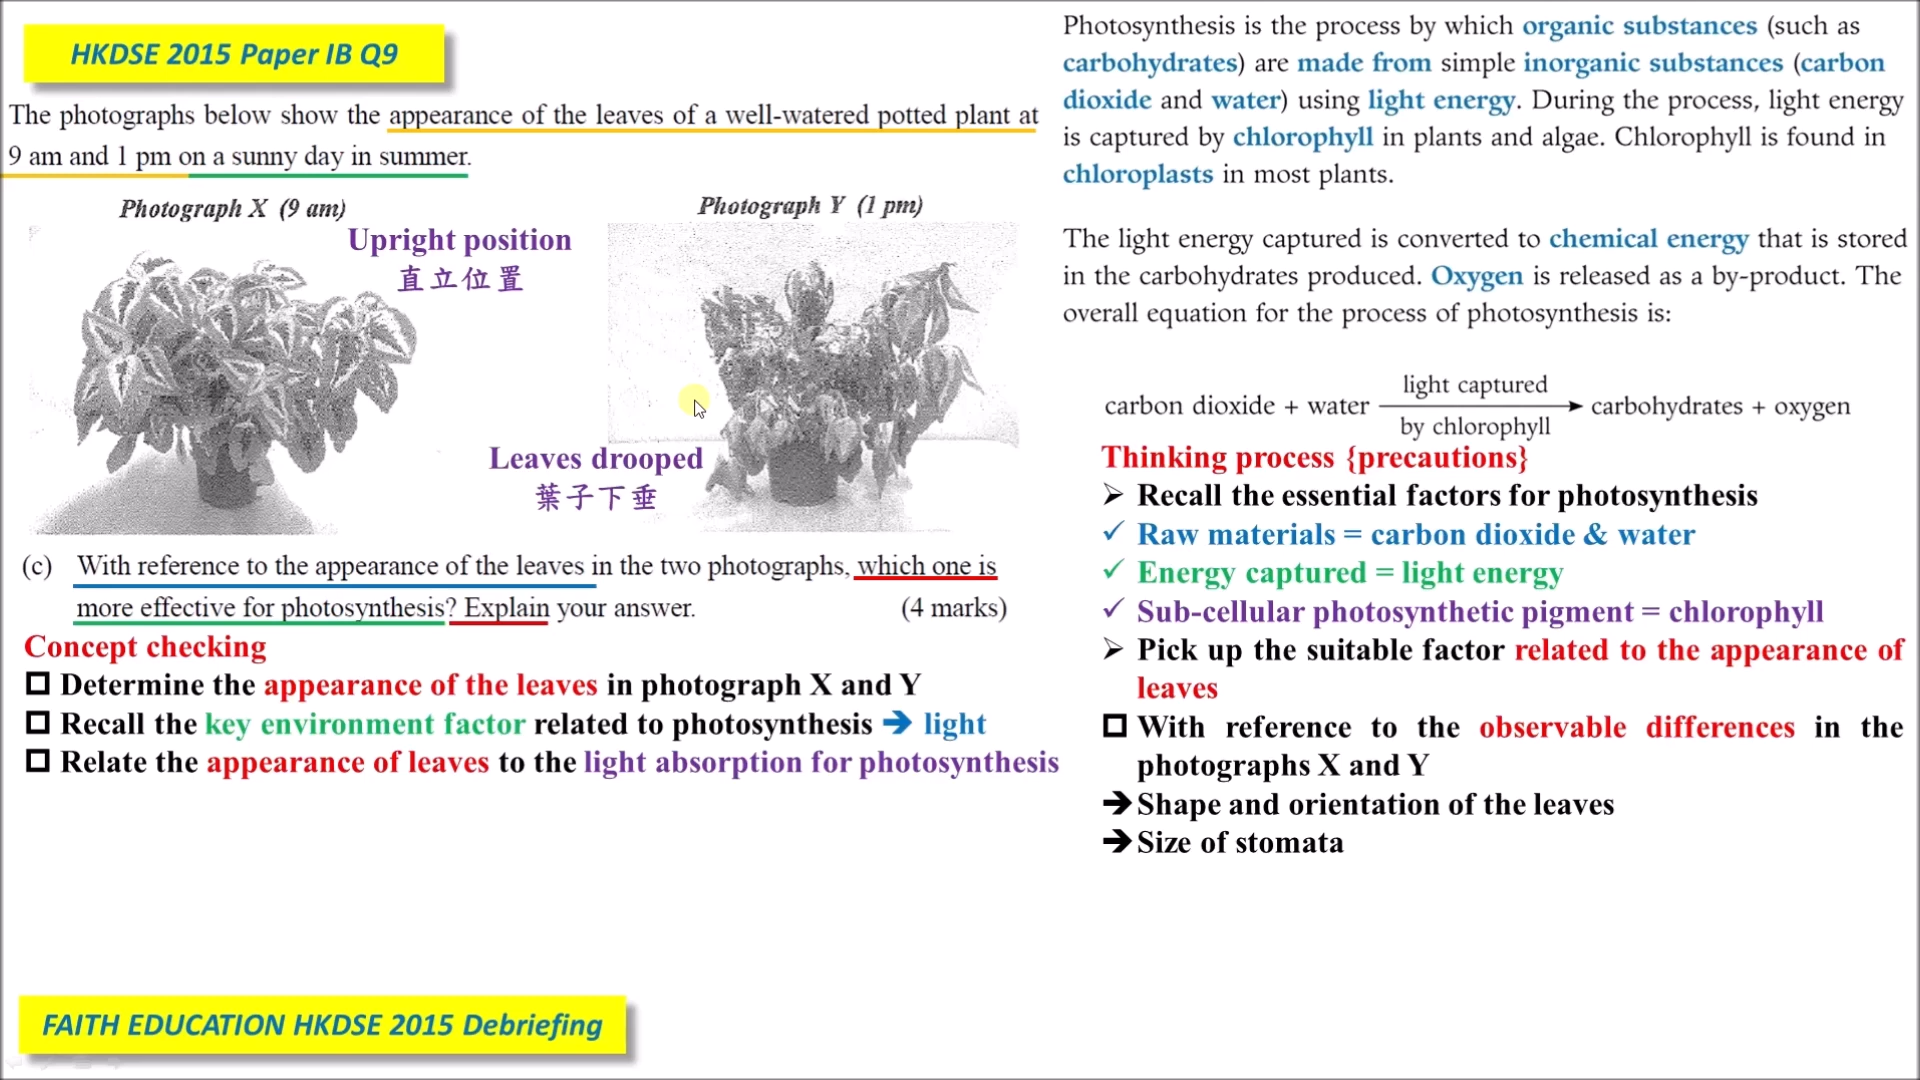 HKDSE 2015 Paper IB Q9
The photographs below show the appearance of the leaves of a well-watered potted plant at
9 am and 1 pm on a sunny day in summer.
Photograph X (9 am)
Photograph Y (1 pm)
Upright position
直立位置
Leaves drooped
葉子下垂
(c) With reference to the appearance of the leaves in the two photographs, which one is
more effective for photosynthesis? Explain your answer. (4 marks)
Concept checking
Determine the appearance of the leaves in photograph X and Y
Recall the key environment factor related to photosynthesis ➔ light
Relate the appearance of leaves to the light absorption for photosynthesis
FAITH EDUCATION HKDSE 2015 Debriefing
Photosynthesis is the process by which organic substances (such as
carbohydrates) are made from simple inorganic substances (carbon
dioxide and water) using light energy. During the process, light energy
is captured by chlorophyll in plants and algae. Chlorophyll is found in
chloroplasts in most plants.
The light energy captured is converted to chemical energy that is stored
in the carbohydrates produced. Oxygen is released as a by-product. The
overall equation for the process of photosynthesis is:
light captured
carbon dioxide + water → carbohydrates + oxygen
by chlorophyll
Thinking process {precautions}
➢ Recall the essential factors for photosynthesis
✓ Raw materials = carbon dioxide & water
✓ Energy captured = light energy
✓ Sub-cellular photosynthetic pigment = chlorophyll
➢ Pick up the suitable factor related to the appearance of
leaves
With reference to the observable differences in the
photographs X and Y
➔ Shape and orientation of the leaves
➔ Size of stomata